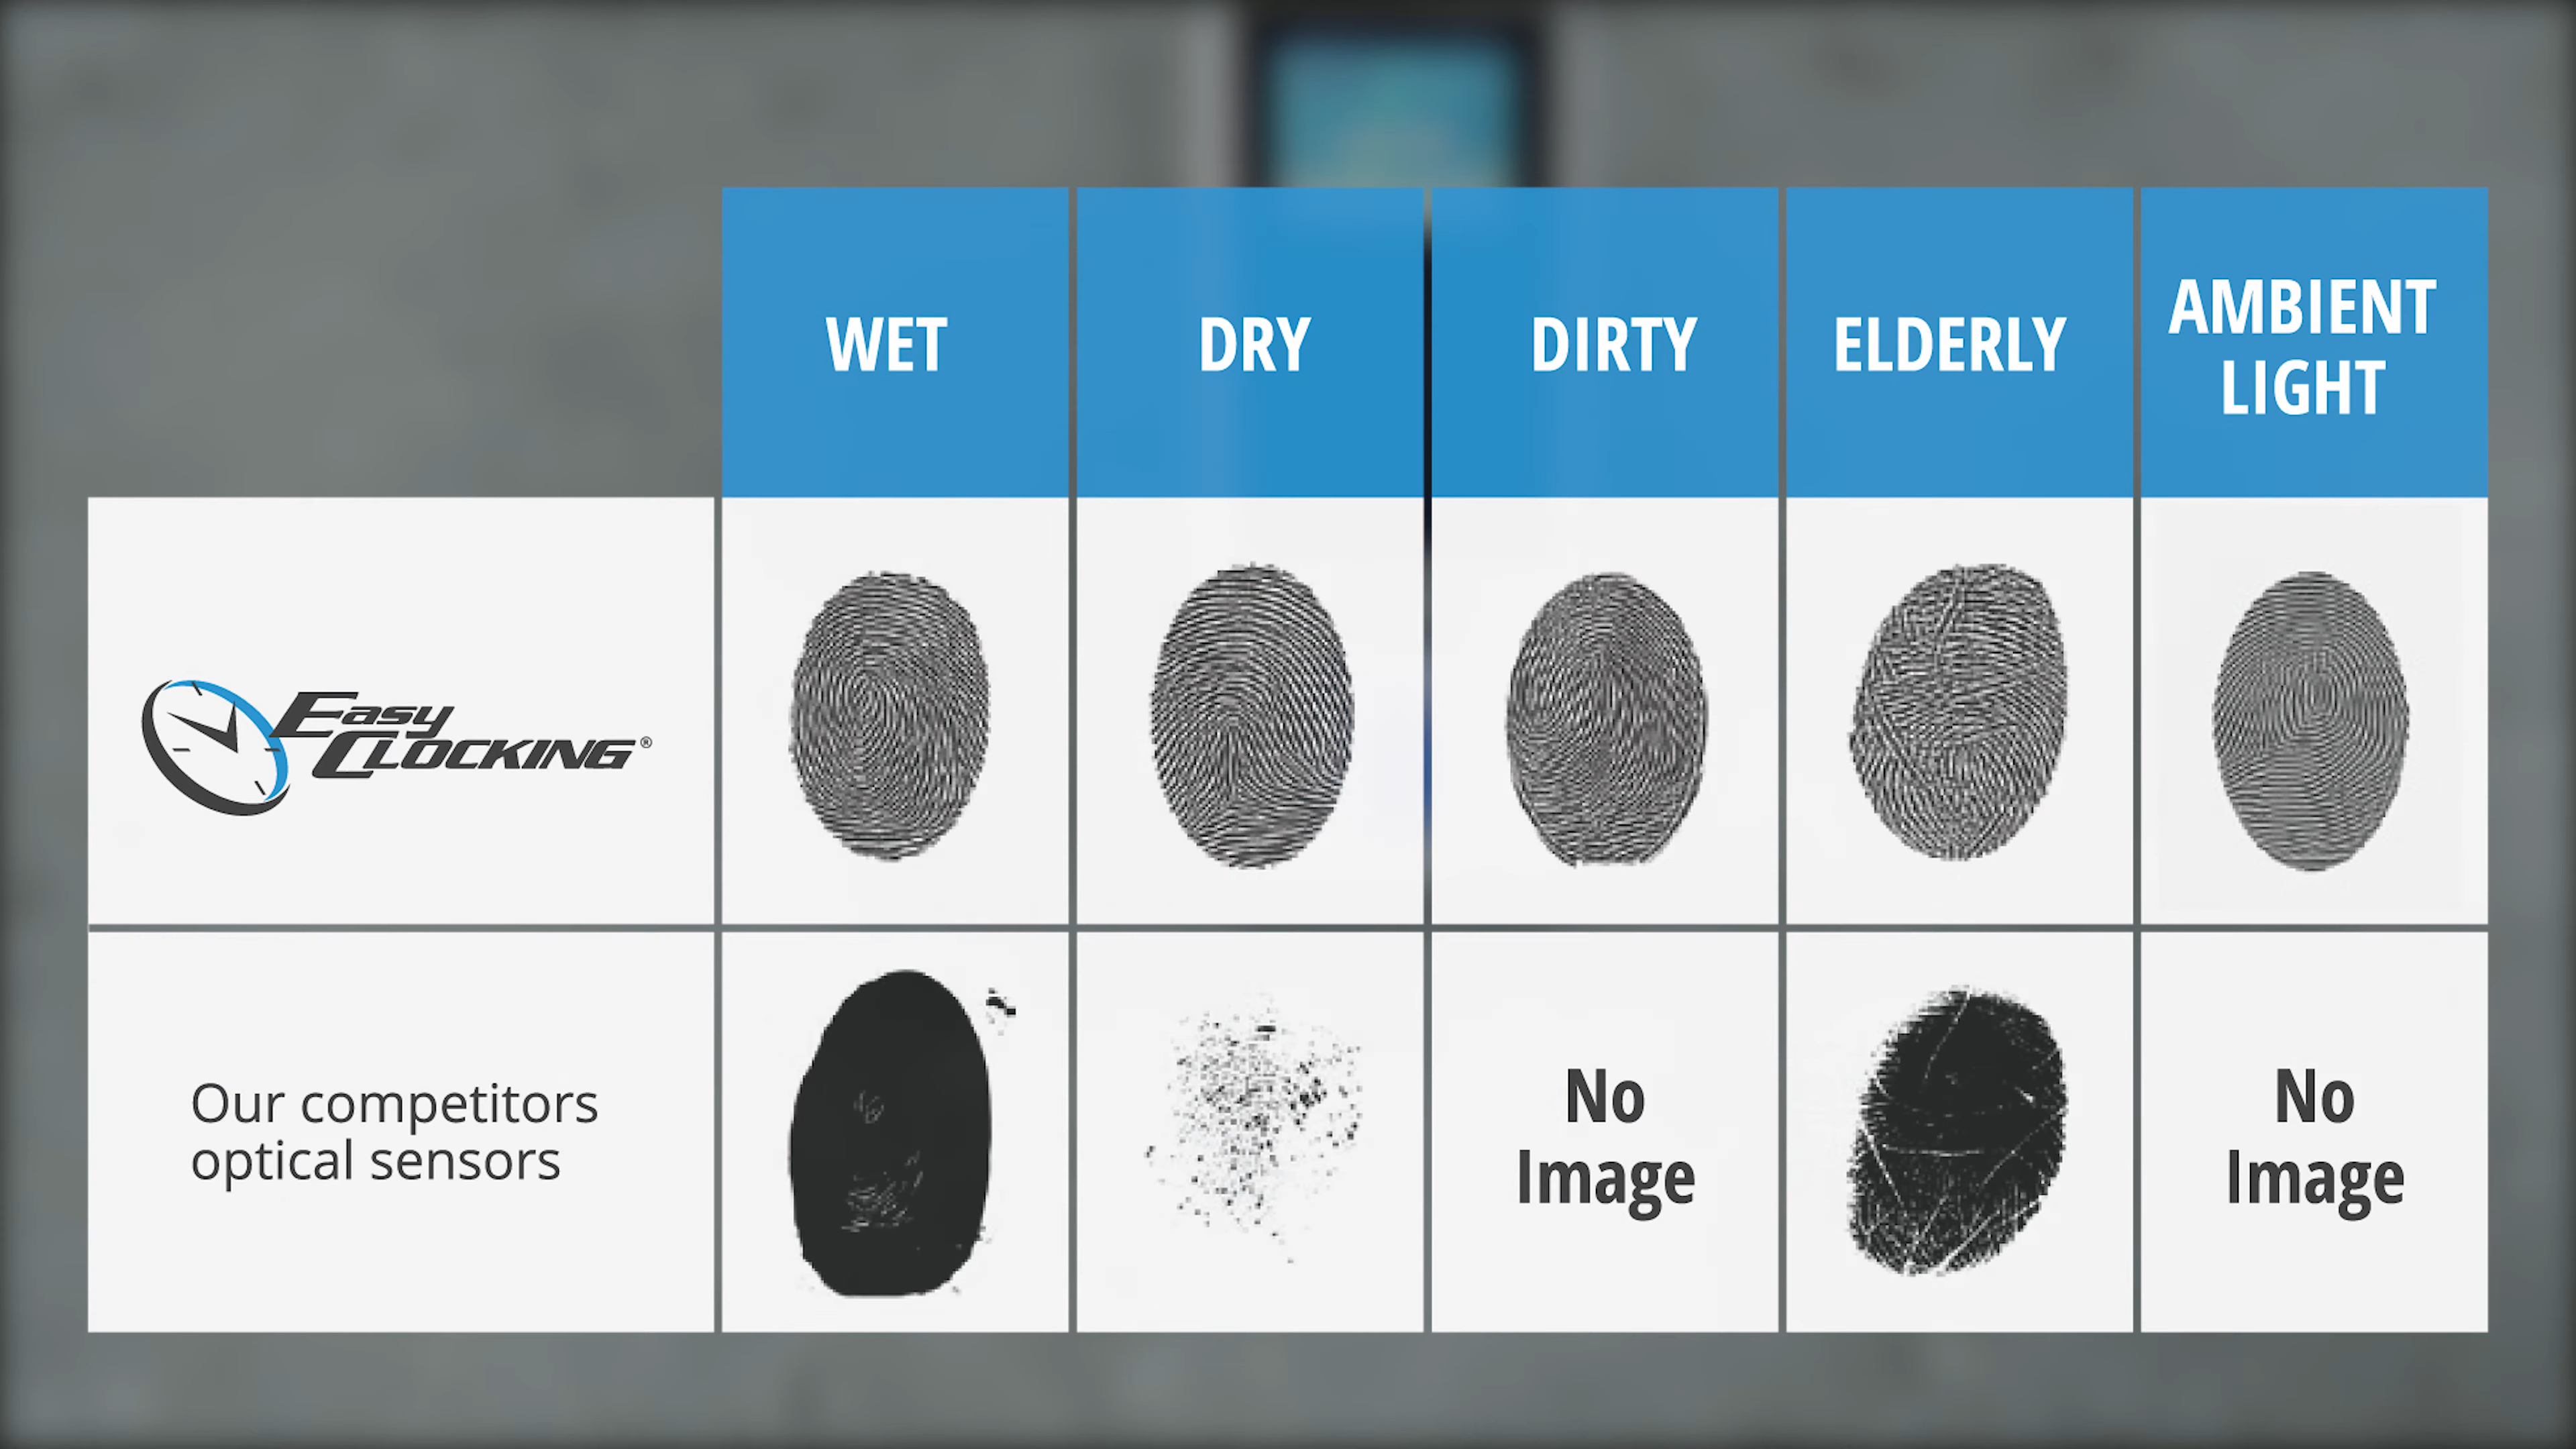 WET
DRY
DIRTY
ELDERLY
AMBIENT
LIGHT
Easy
CLOCKING®
Our competitors
optical sensors
No
Image
No
Image